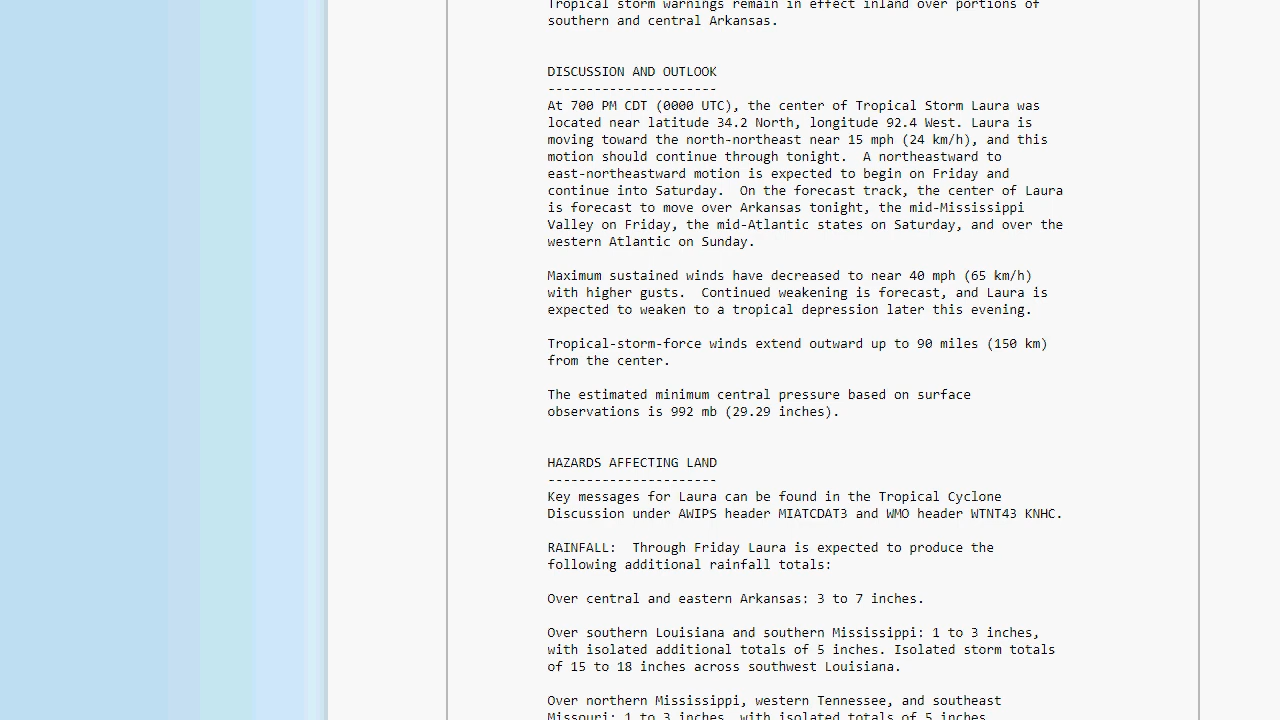 Tropical storm warnings remain in effect inland over portions of
southern and central Arkansas.
DISCUSSION AND OUTLOOK
----------------------
At 700 PM CDT (0000 UTC), the center of Tropical Storm Laura was
located near latitude 34.2 North, longitude 92.4 West. Laura is
moving toward the north-northeast near 15 mph (24 km/h), and this
motion should continue through tonight.  A northeastward to
east-northeastward motion is expected to begin on Friday and
continue into Saturday.  On the forecast track, the center of Laura
is forecast to move over Arkansas tonight, the mid-Mississippi
Valley on Friday, the mid-Atlantic states on Saturday, and over the
western Atlantic on Sunday.
Maximum sustained winds have decreased to near 40 mph (65 km/h)
with higher gusts.  Continued weakening is forecast, and Laura is
expected to weaken to a tropical depression later this evening.
Tropical-storm-force winds extend outward up to 90 miles (150 km)
from the center.
The estimated minimum central pressure based on surface
observations is 992 mb (29.29 inches).
HAZARDS AFFECTING LAND
----------------------
Key messages for Laura can be found in the Tropical Cyclone
Discussion under AWIPS header MIATCDAT3 and WMO header WTNT43 KNHC.
RAINFALL:  Through Friday Laura is expected to produce the
following additional rainfall totals:
Over central and eastern Arkansas: 3 to 7 inches.
Over southern Louisiana and southern Mississippi: 1 to 3 inches,
with isolated additional totals of 5 inches. Isolated storm totals
of 15 to 18 inches across southwest Louisiana.
Over northern Mississippi, western Tennessee, and southeast
Missouri: 1 to 3 inches, with isolated totals of 5 inches